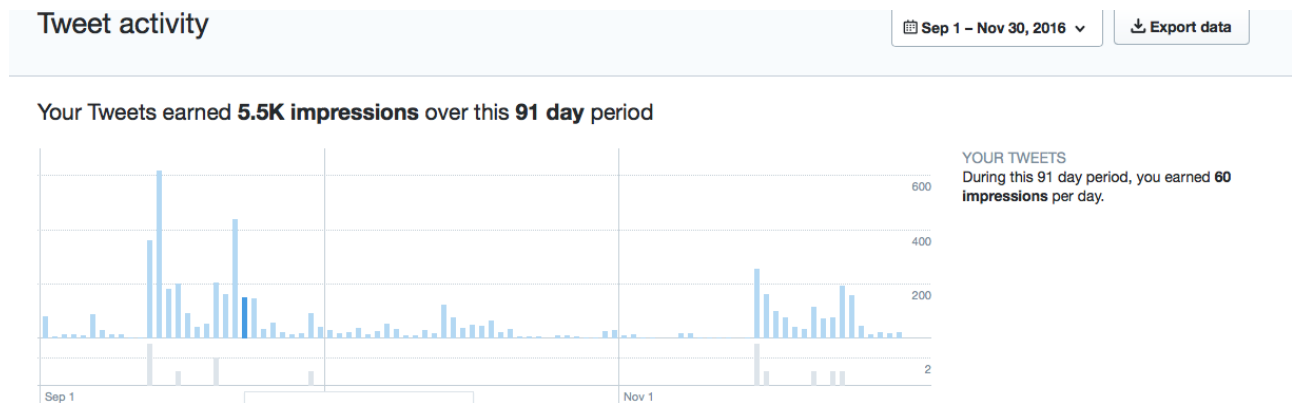 Tweet activity
Sep 1 – Nov 30, 2016
Export data
Your Tweets earned 5.5K impressions over this 91 day period
YOUR TWEETS
During this 91 day period, you earned 60
impressions per day.
600
400
200
2
Sep 1
Nov 1